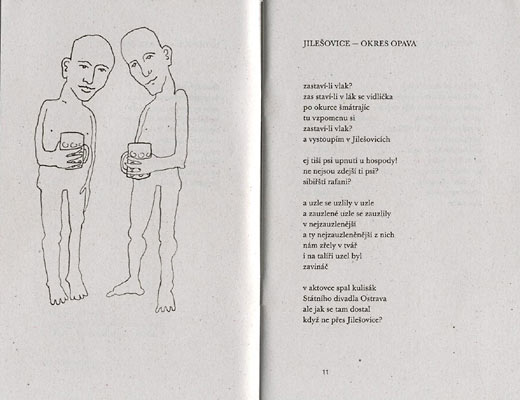 JILEŠOVICE — OKRES OPAVA
zastaví-li vlak?
zas staví-li v lák se vidlička
po okurce šmátrajíc
tu vzpomenu si
zastaví-li vlak?
a vystoupím v Jilešovicích
ej tiší psi upnutí u hospody!
ne nejsou zdejší ti psi?
sibiřští rafani?
a uzle se uzlily v uzle
a zauzlené uzle se zauzlily
v nejzauzlenější
a ty nejzauzleněnější z nich
nám zřely v tvář
i na talíři uzel byl
zavináč
v aktovce spal kulisák
Státního divadla Ostrava
ale jak se tam dostal
když ne přes Jilešovice?
11